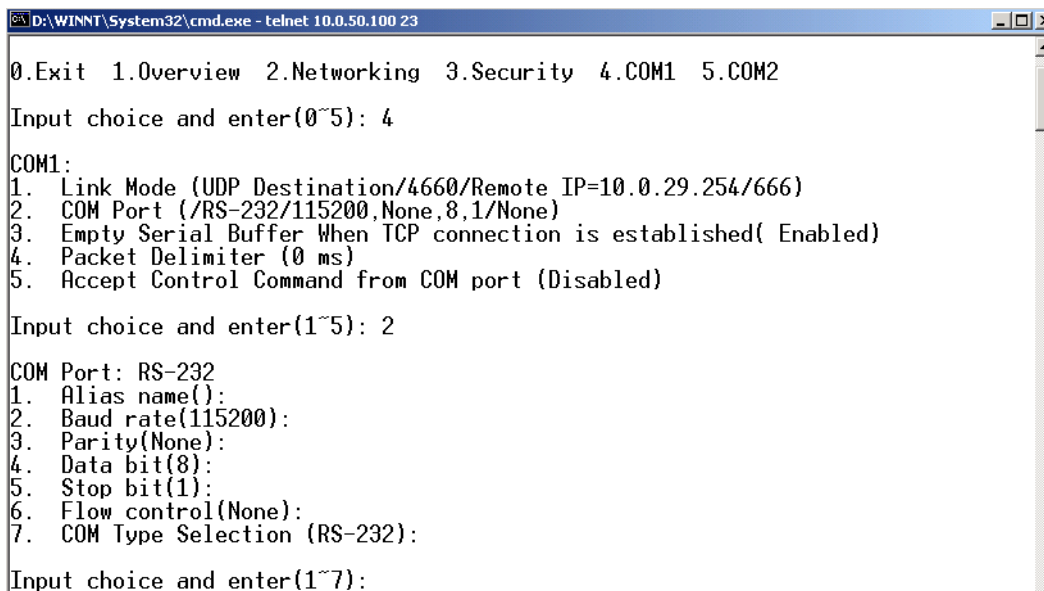 D:\WINNT\System32\cmd.exe - telnet 10.0.50.100 23
0.Exit  1.Overview  2.Networking  3.Security  4.COM1  5.COM2
Input choice and enter(0~5): 4
COM1:
1.  Link Mode (UDP Destination/4660/Remote IP=10.0.29.254/666)
2.  COM Port (/RS-232/115200,None,8,1/None)
3.  Empty Serial Buffer When TCP connection is established( Enabled)
4.  Packet Delimiter (0 ms)
5.  Accept Control Command from COM port (Disabled)
Input choice and enter(1~5): 2
COM Port: RS-232
1.  Alias name():
2.  Baud rate(115200):
3.  Parity(None):
4.  Data bit(8):
5.  Stop bit(1):
6.  Flow control(None):
7.  COM Type Selection (RS-232):
Input choice and enter(1~7):